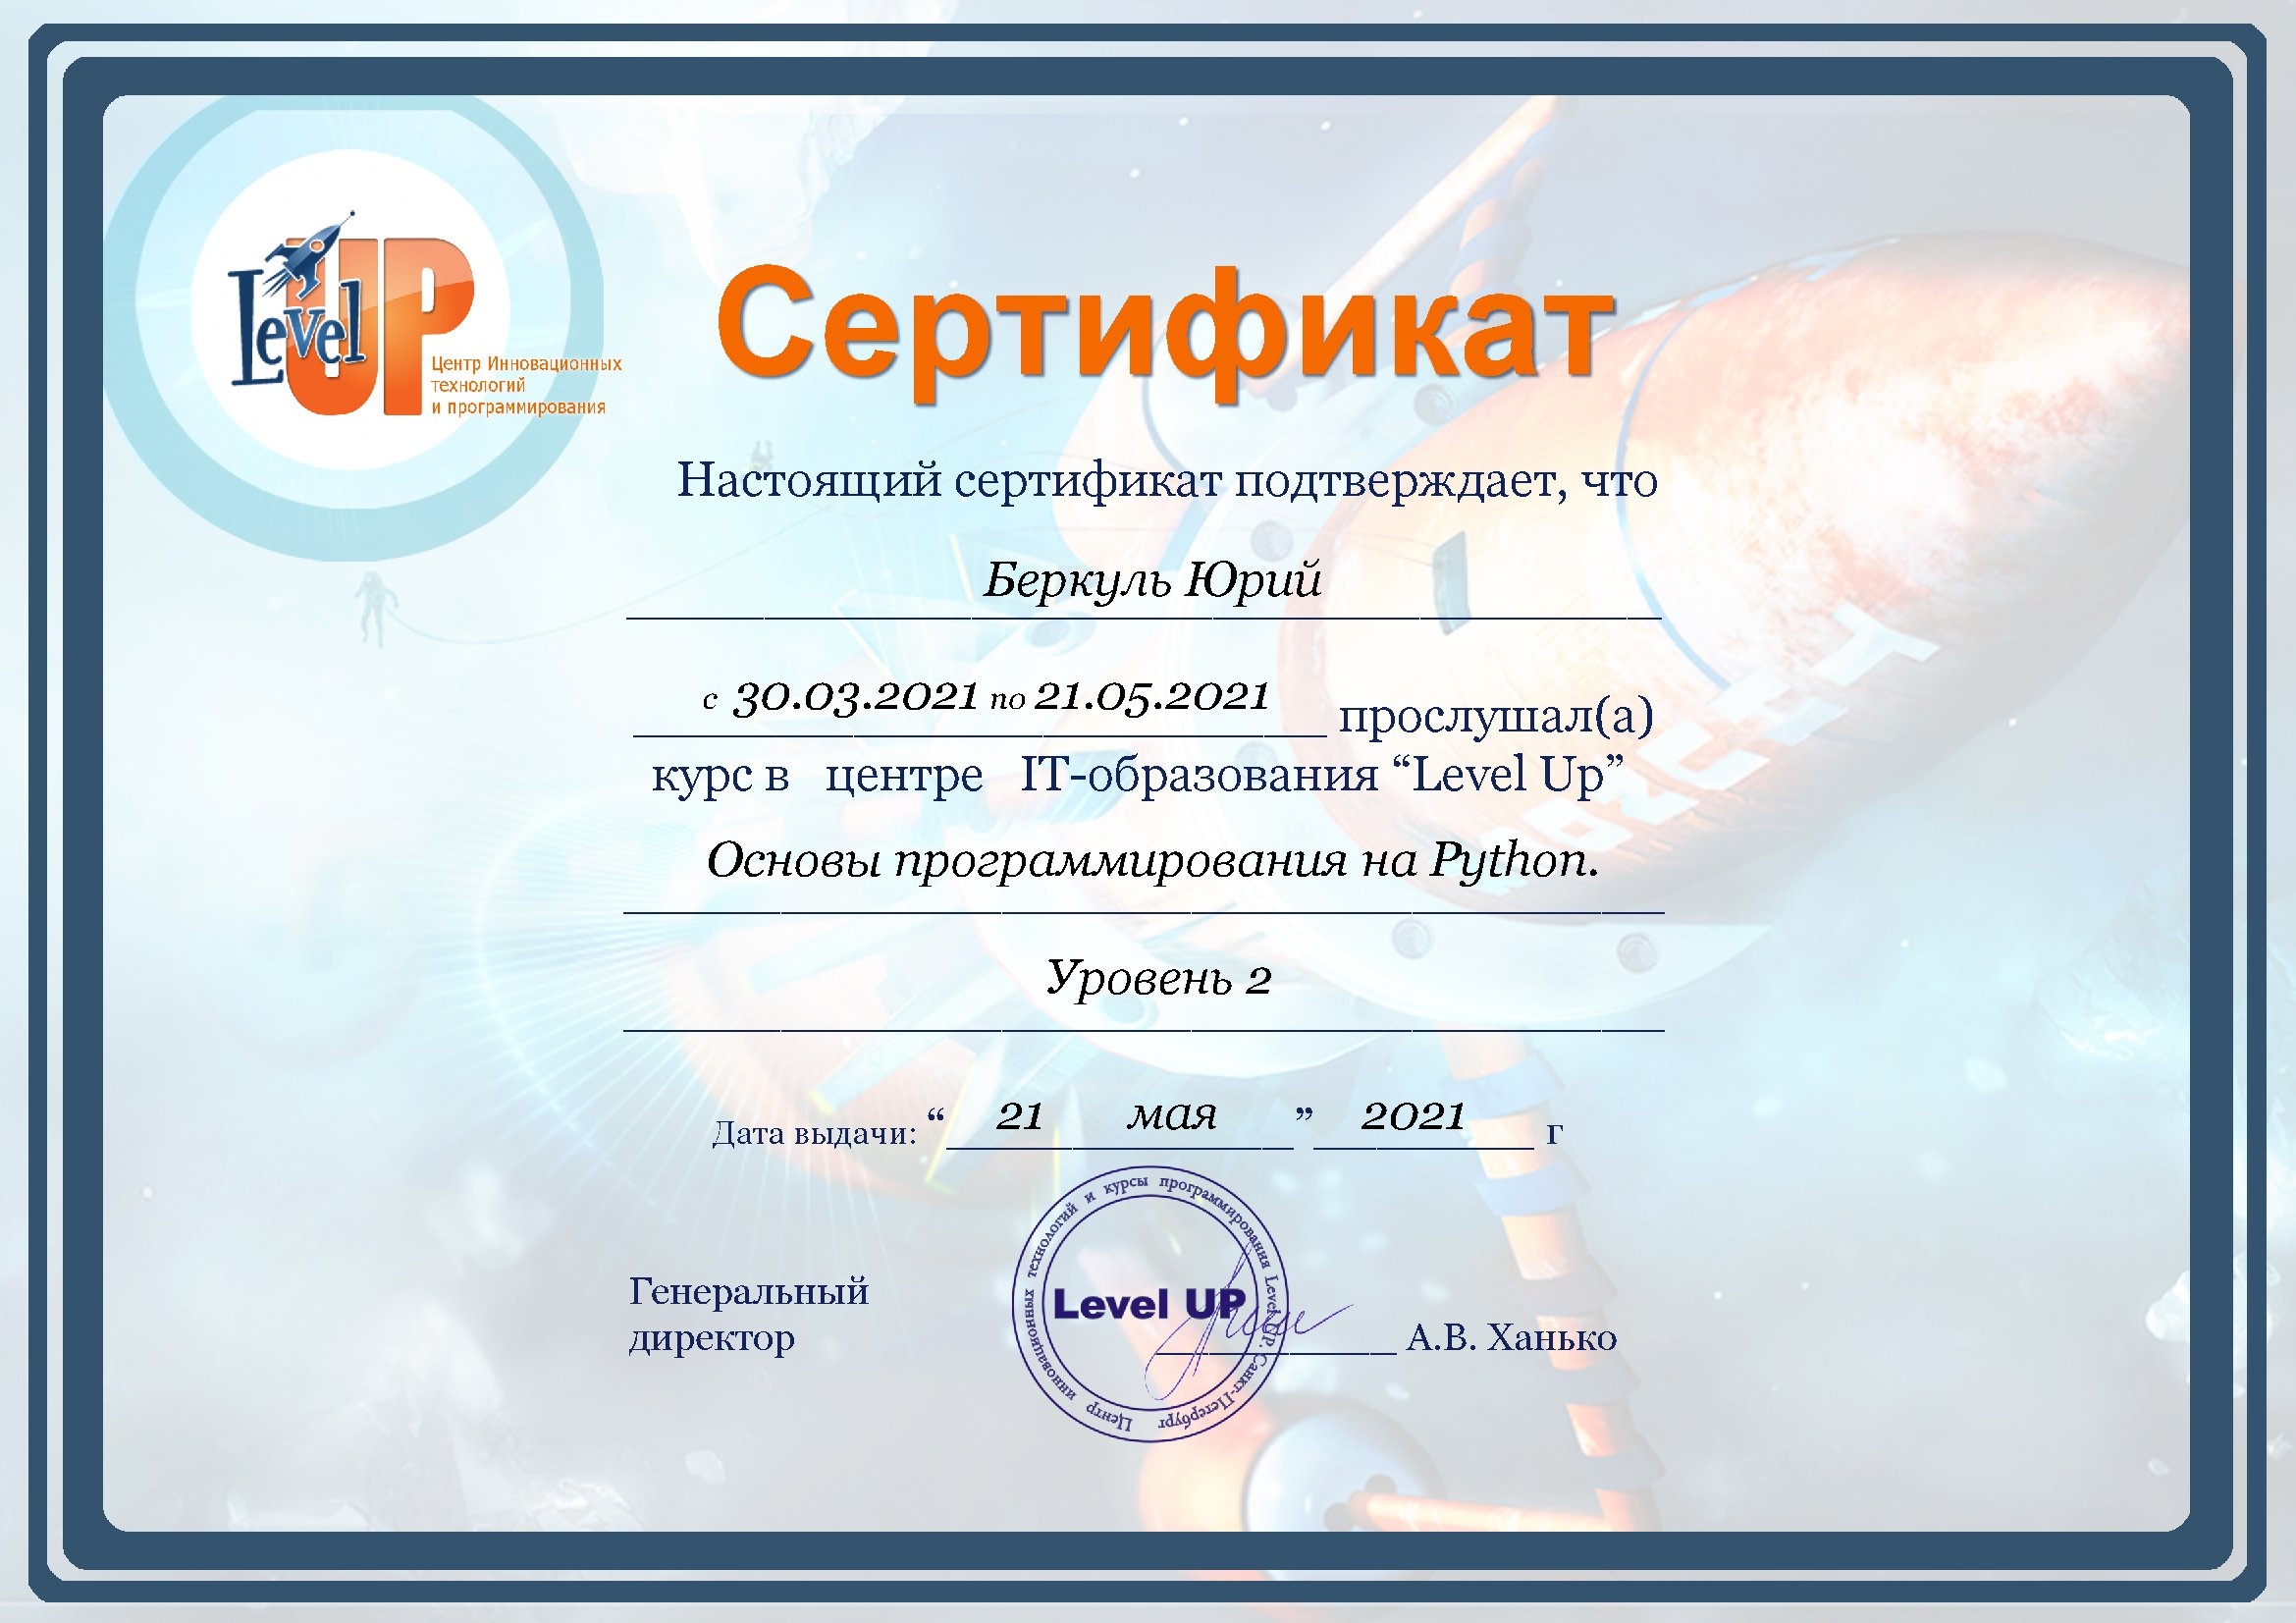 Level UP
Центр Инновационных
технологий
и программирования
Сертификат
Настоящий сертификат подтверждает, что
Беркуль Юрий
с 30.03.2021 по 21.05.2021 прослушал(а)
курс в центре IT-образования “Level Up”
Основы программирования на Python.
Уровень 2
Дата выдачи: “ 21 мая ” 2021 г
Генеральный
директор
Центр инновационных технологий и курсы программирования Level UP. Санкт-Петербург
Level UP
А.В. Ханько